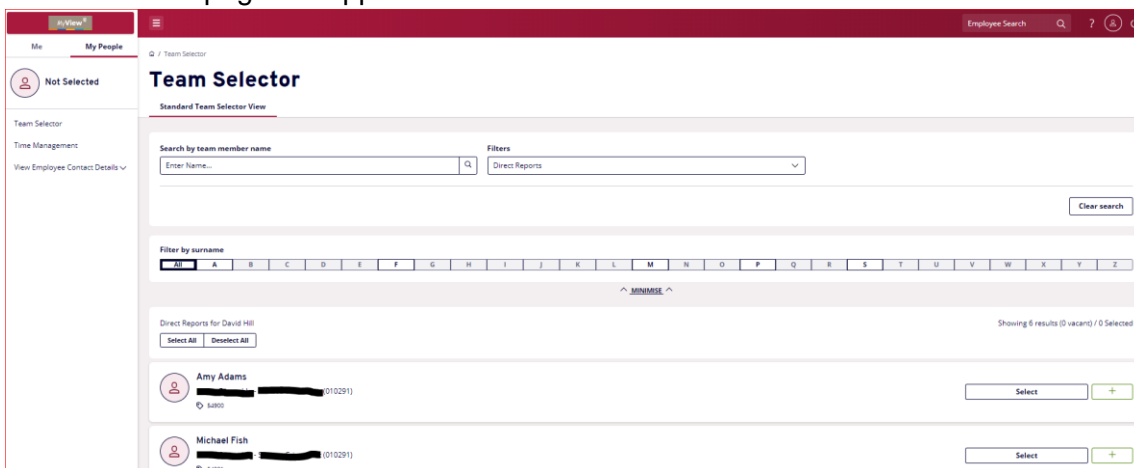 MyView
Employee Search
?
Me My People
/ Team Selector
Not Selected
Team Selector
Standard Team Selector View
Team Selector
Time Management
View Employee Contact Details
Search by team member name
Enter Name...
Filters
Direct Reports
Clear search
Filter by surname
All A B C D E F G H I J K L M N O P Q R S T U V W X Y Z
MINIMISE
Direct Reports for David Hill
Showing 6 results (0 vacant) / 0 Selected
Select All Deselect All
Amy Adams
(010291)
Select +
Michael Fish
(010291)
Select +